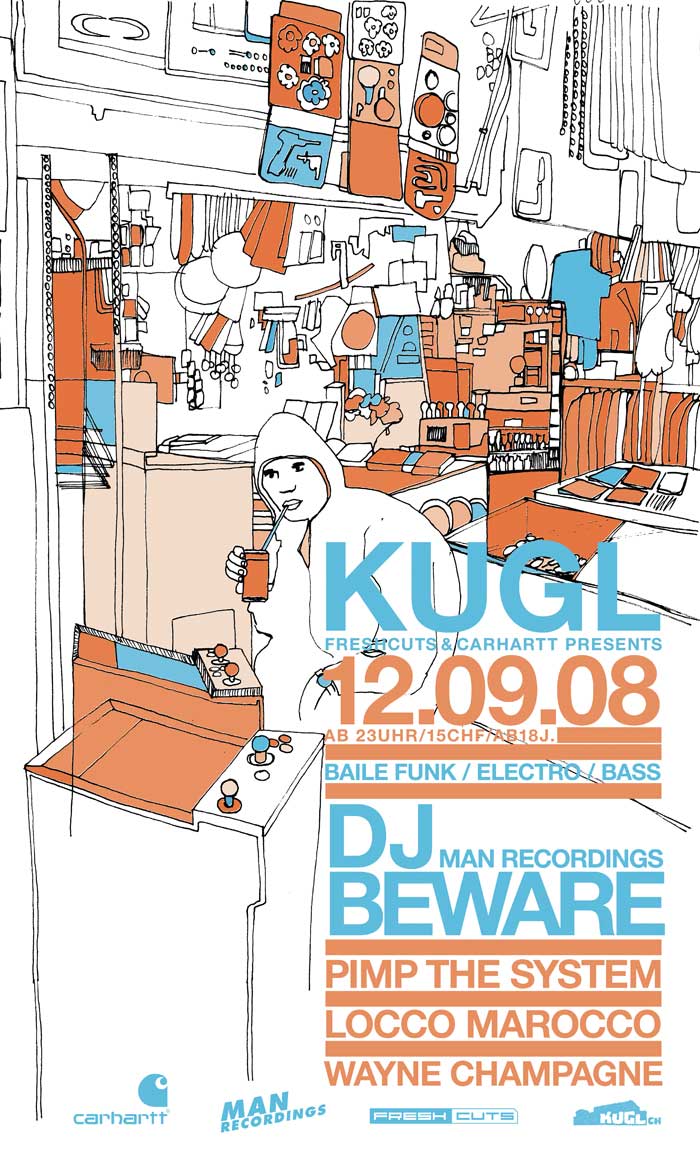 KUGL
FRESHCUTS & CARHARTT PRESENTS
12.09.08
AB 23UHR/15CHF/AB18J.
BAILE FUNK / ELECTRO / BASS
DJ MAN RECORDINGS
BEWARE
PIMP THE SYSTEM
LOCCO MAROCCO
WAYNE CHAMPAGNE
carhartt
MAN
RECORDINGS
FRESH CUTS
KUGL.CH